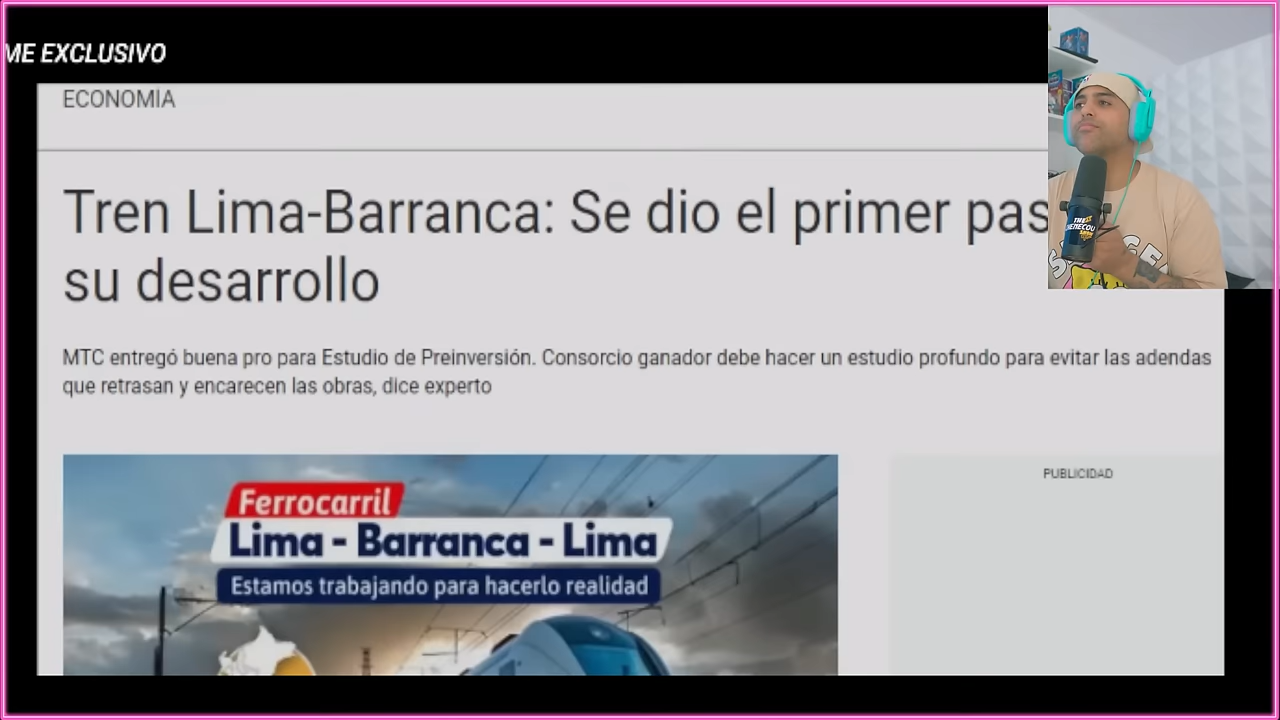 ME EXCLUSIVO
ECONOMIA
Tren Lima-Barranca: Se dio el primer pas
su desarrollo
MTC entregó buena pro para Estudio de Preinversión. Consorcio ganador debe hacer un estudio profundo para evitar las adendas
que retrasan y encarecen las obras, dice experto
PUBLICIDAD
Ferrocarril
Lima - Barranca - Lima
Estamos trabajando para hacerlo realidad